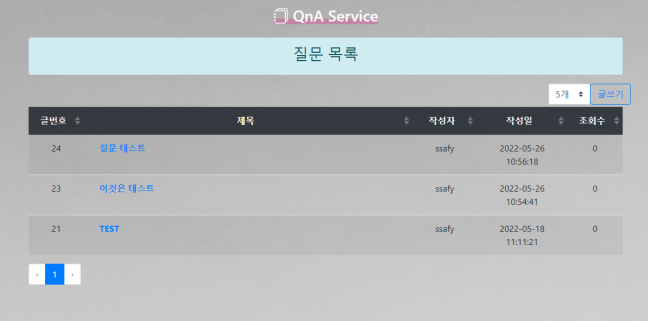 QnA Service
질문 목록
5개 글쓰기
글번호 제목 작성자 작성일 조회수
24 질문 테스트 ssafy 2022-05-26 0
10:56:18
23 이것은 테스트 ssafy 2022-05-26 0
10:54:41
21 TEST ssafy 2022-05-18 0
11:11:21
‹ 1 ›